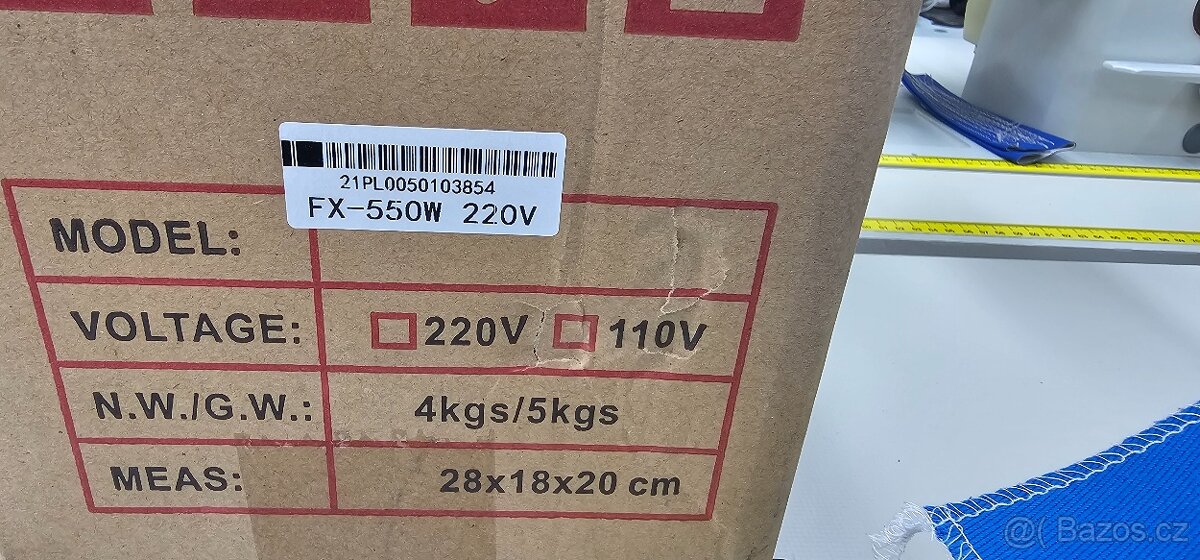 21PL0050103854
FX-550W 220V
MODEL:
VOLTAGE: 220V 110V
N.W./G.W.: 4kgs/5kgs
MEAS: 28x18x20 cm
@( Bazos.cz